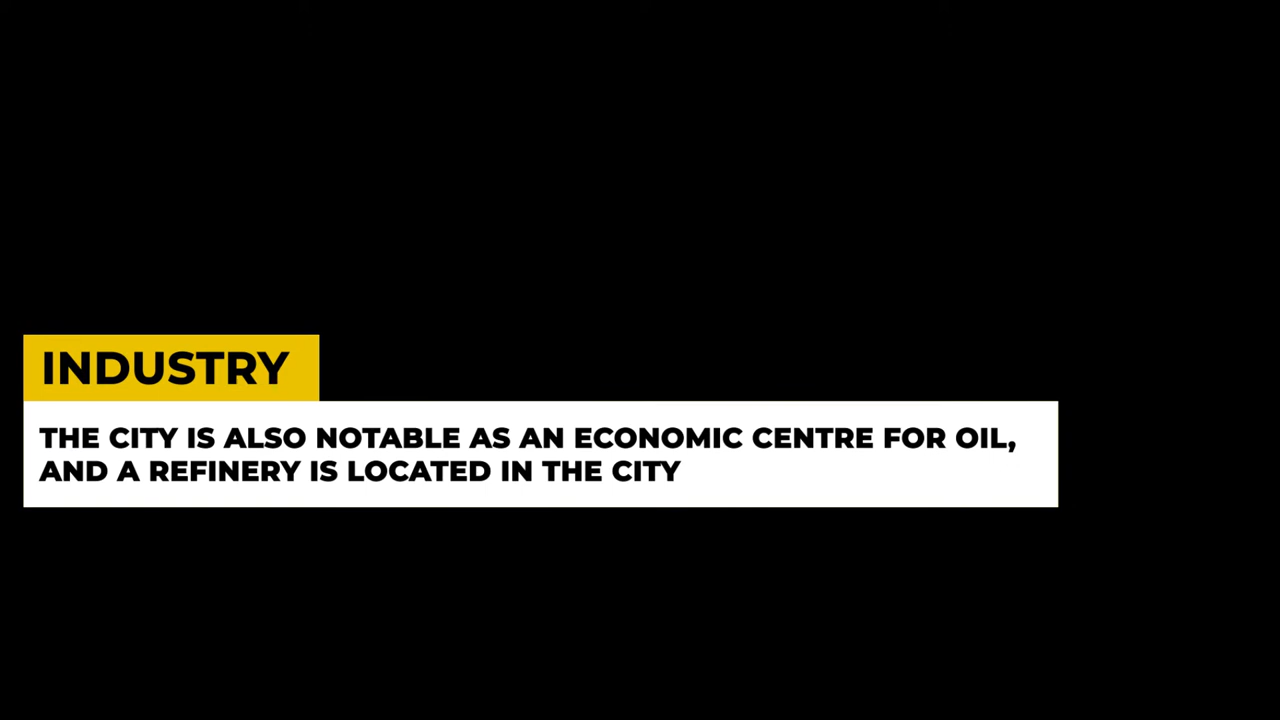 INDUSTRY
THE CITY IS ALSO NOTABLE AS AN ECONOMIC CENTRE FOR OIL,
AND A REFINERY IS LOCATED IN THE CITY